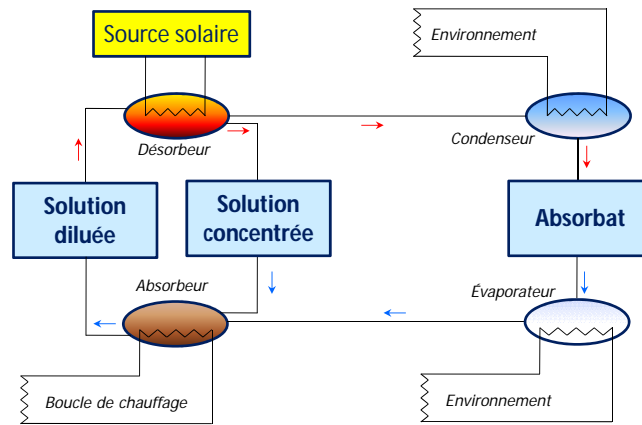 Source solaire
Environnement
Désorbeur
Condenseur
Solution
diluée
Solution
concentrée
Absorbat
Absorbeur
Évaporateur
Boucle de chauffage
Environnement